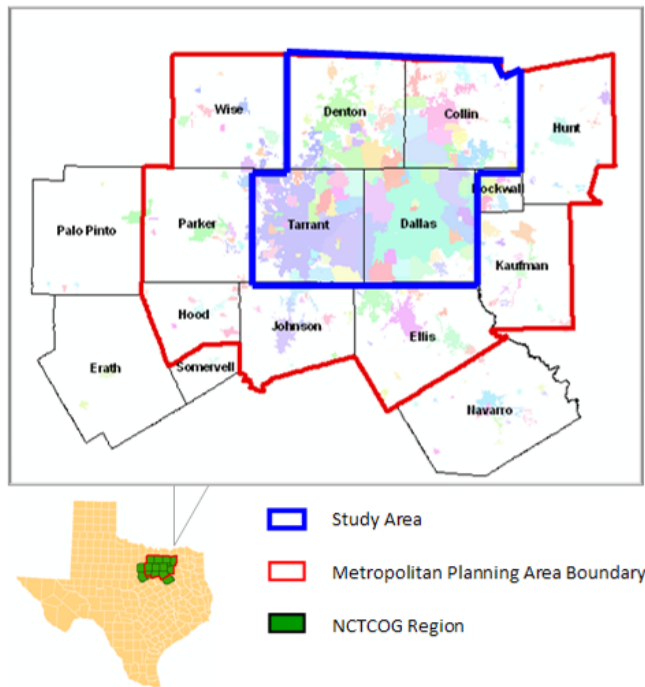 Wise
Denton
Collin
Hunt
Rockwall
Palo Pinto
Parker
Tarrant
Dallas
Kaufman
Hood
Johnson
Ellis
Erath
Somervell
Navarro
Study Area
Metropolitan Planning Area Boundary
NCTCOG Region